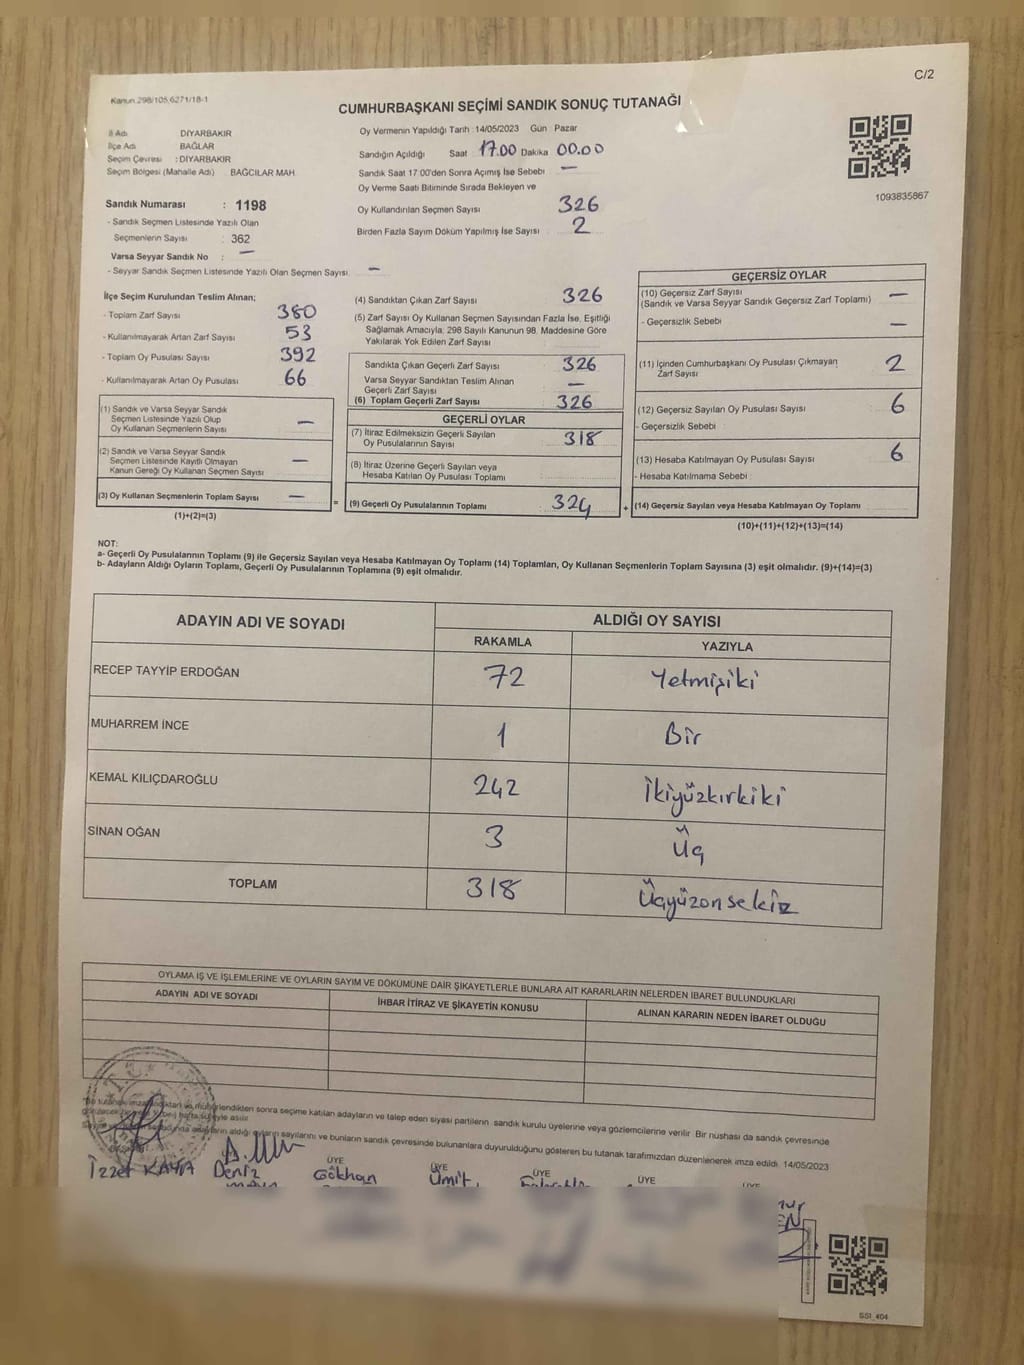 C/2
Kanun.298/105,6271/18-1
CUMHURBAŞKANI SEÇİMİ SANDIK SONUÇ TUTANAĞI
İl Adı DİYARBAKIR
İlçe Adı BAĞLAR
Seçim Çevresi : DİYARBAKIR
Seçim Bölgesi (Mahalle Adı) BAĞCILAR MAH.
Sandık Numarası : 1198
- Sandık Seçmen Listesinde Yazılı Olan
Seçmenlerin Sayısı : 362
Varsa Seyyar Sandık No : —
- Seyyar Sandık Seçmen Listesinde Yazılı Olan Seçmen Sayısı. —
Oy Vermenin Yapıldığı Tarih : 14/05/2023 Gün Pazar
Sandığın Açıldığı Saat 17.00 Dakika 00.00
Sandık Saat 17:00'den Sonra Açımış İse Sebebi —
Oy Verme Saati Bitiminde Sırada Bekleyen ve
Oy Kullandırılan Seçmen Sayısı 326
Birden Fazla Sayım Döküm Yapılmış İse Sayısı 2
1093835867
İlçe Seçim Kurulundan Teslim Alınan;
- Toplam Zarf Sayısı 380
- Kullanılmayarak Artan Zarf Sayısı 53
- Toplam Oy Pusulası Sayısı 392
- Kullanılmayarak Artan Oy Pusulası 66
(1) Sandık ve Varsa Seyyar Sandık
Seçmen Listesinde Yazılı Olup
Oy Kullanan Seçmenlerin Sayısı —
(2) Sandık ve Varsa Seyyar Sandık
Seçmen Listesinde Kayıtlı Olmayan
Kanun Gereği Oy Kullanan Seçmen Sayısı —
(3) Oy Kullanan Seçmenlerin Toplam Sayısı — =
(1)+(2)=(3)
(4) Sandıktan Çıkan Zarf Sayısı 326
(5) Zarf Sayısı Oy Kullanan Seçmen Sayısından Fazla İse, Eşitliği
Sağlamak Amacıyla; 298 Sayılı Kanunun 98. Maddesine Göre
Yakılarak Yok Edilen Zarf Sayısı
Sandıkta Çıkan Geçerli Zarf Sayısı 326
Varsa Seyyar Sandıktan Teslim Alınan
Geçerli Zarf Sayısı —
(6) Toplam Geçerli Zarf Sayısı 326
GEÇERLİ OYLAR
(7) İtiraz Edilmeksizin Geçerli Sayılan
Oy Pusulalarının Sayısı 318
(8) İtiraz Üzerine Geçerli Sayılan veya
Hesaba Katılan Oy Pusulası Toplamı
(9) Geçerli Oy Pusulalarının Toplamı 324 +
GEÇERSİZ OYLAR
(10) Geçersiz Zarf Sayısı
(Sandık ve Varsa Seyyar Sandık Geçersiz Zarf Toplamı) —
- Geçersizlik Sebebi —
(11) İçinden Cumhurbaşkanı Oy Pusulası Çıkmayan
Zarf Sayısı 2
(12) Geçersiz Sayılan Oy Pusulası Sayısı 6
- Geçersizlik Sebebi
(13) Hesaba Katılmayan Oy Pusulası Sayısı 6
- Hesaba Katılmama Sebebi
(14) Geçersiz Sayılan veya Hesaba Katılmayan Oy Toplamı
(10)+(11)+(12)+(13)=(14)
NOT:
a- Geçerli Oy Pusulalarının Toplamı (9) ile Geçersiz Sayılan veya Hesaba Katılmayan Oy Toplamı (14) Toplamları, Oy Kullanan Seçmenlerin Toplam Sayısına (3) eşit olmalıdır. (9)+(14)=(3)
b- Adayların Aldığı Oyların Toplamı, Geçerli Oy Pusulalarının Toplamına (9) eşit olmalıdır.
ADAYIN ADI VE SOYADI
ALDIĞI OY SAYISI
RAKAMLA YAZIYLA
RECEP TAYYİP ERDOĞAN 72 Yetmişiki
MUHARREM İNCE 1 Bir
KEMAL KILIÇDAROĞLU 242 İkiyüzkırkiki
SİNAN OĞAN 3 Üç
TOPLAM 318 Üçyüzonsekiz
OYLAMA İŞ VE İŞLEMLERİNE VE OYLARIN SAYIM VE DÖKÜMÜNE DAİR ŞİKAYETLERLE BUNLARA AİT KARARLARIN NELERDEN İBARET BULUNDUKLARI
ADAYIN ADI VE SOYADI İHBAR İTİRAZ VE ŞİKAYETİN KONUSU ALINAN KARARIN NEDEN İBARET OLDUĞU
sonra seçime katılan adayların ve talep eden siyasi partilerin sandık kurulu üyelerine veya gözlemcilerine verilir. Bir nüshası da sandık çevresinde
aldığı oyların sayılarını ve bunların sandık çevresinde bulunanlara duyurulduğunu gösteren bu tutanak tarafımızdan düzenlenerek imza edildi. 14/05/2023
ÜYE ÜYE ÜYE ÜYE ÜYE
İzzet KAYA Deniz Gökhan Ümit
SSI_404